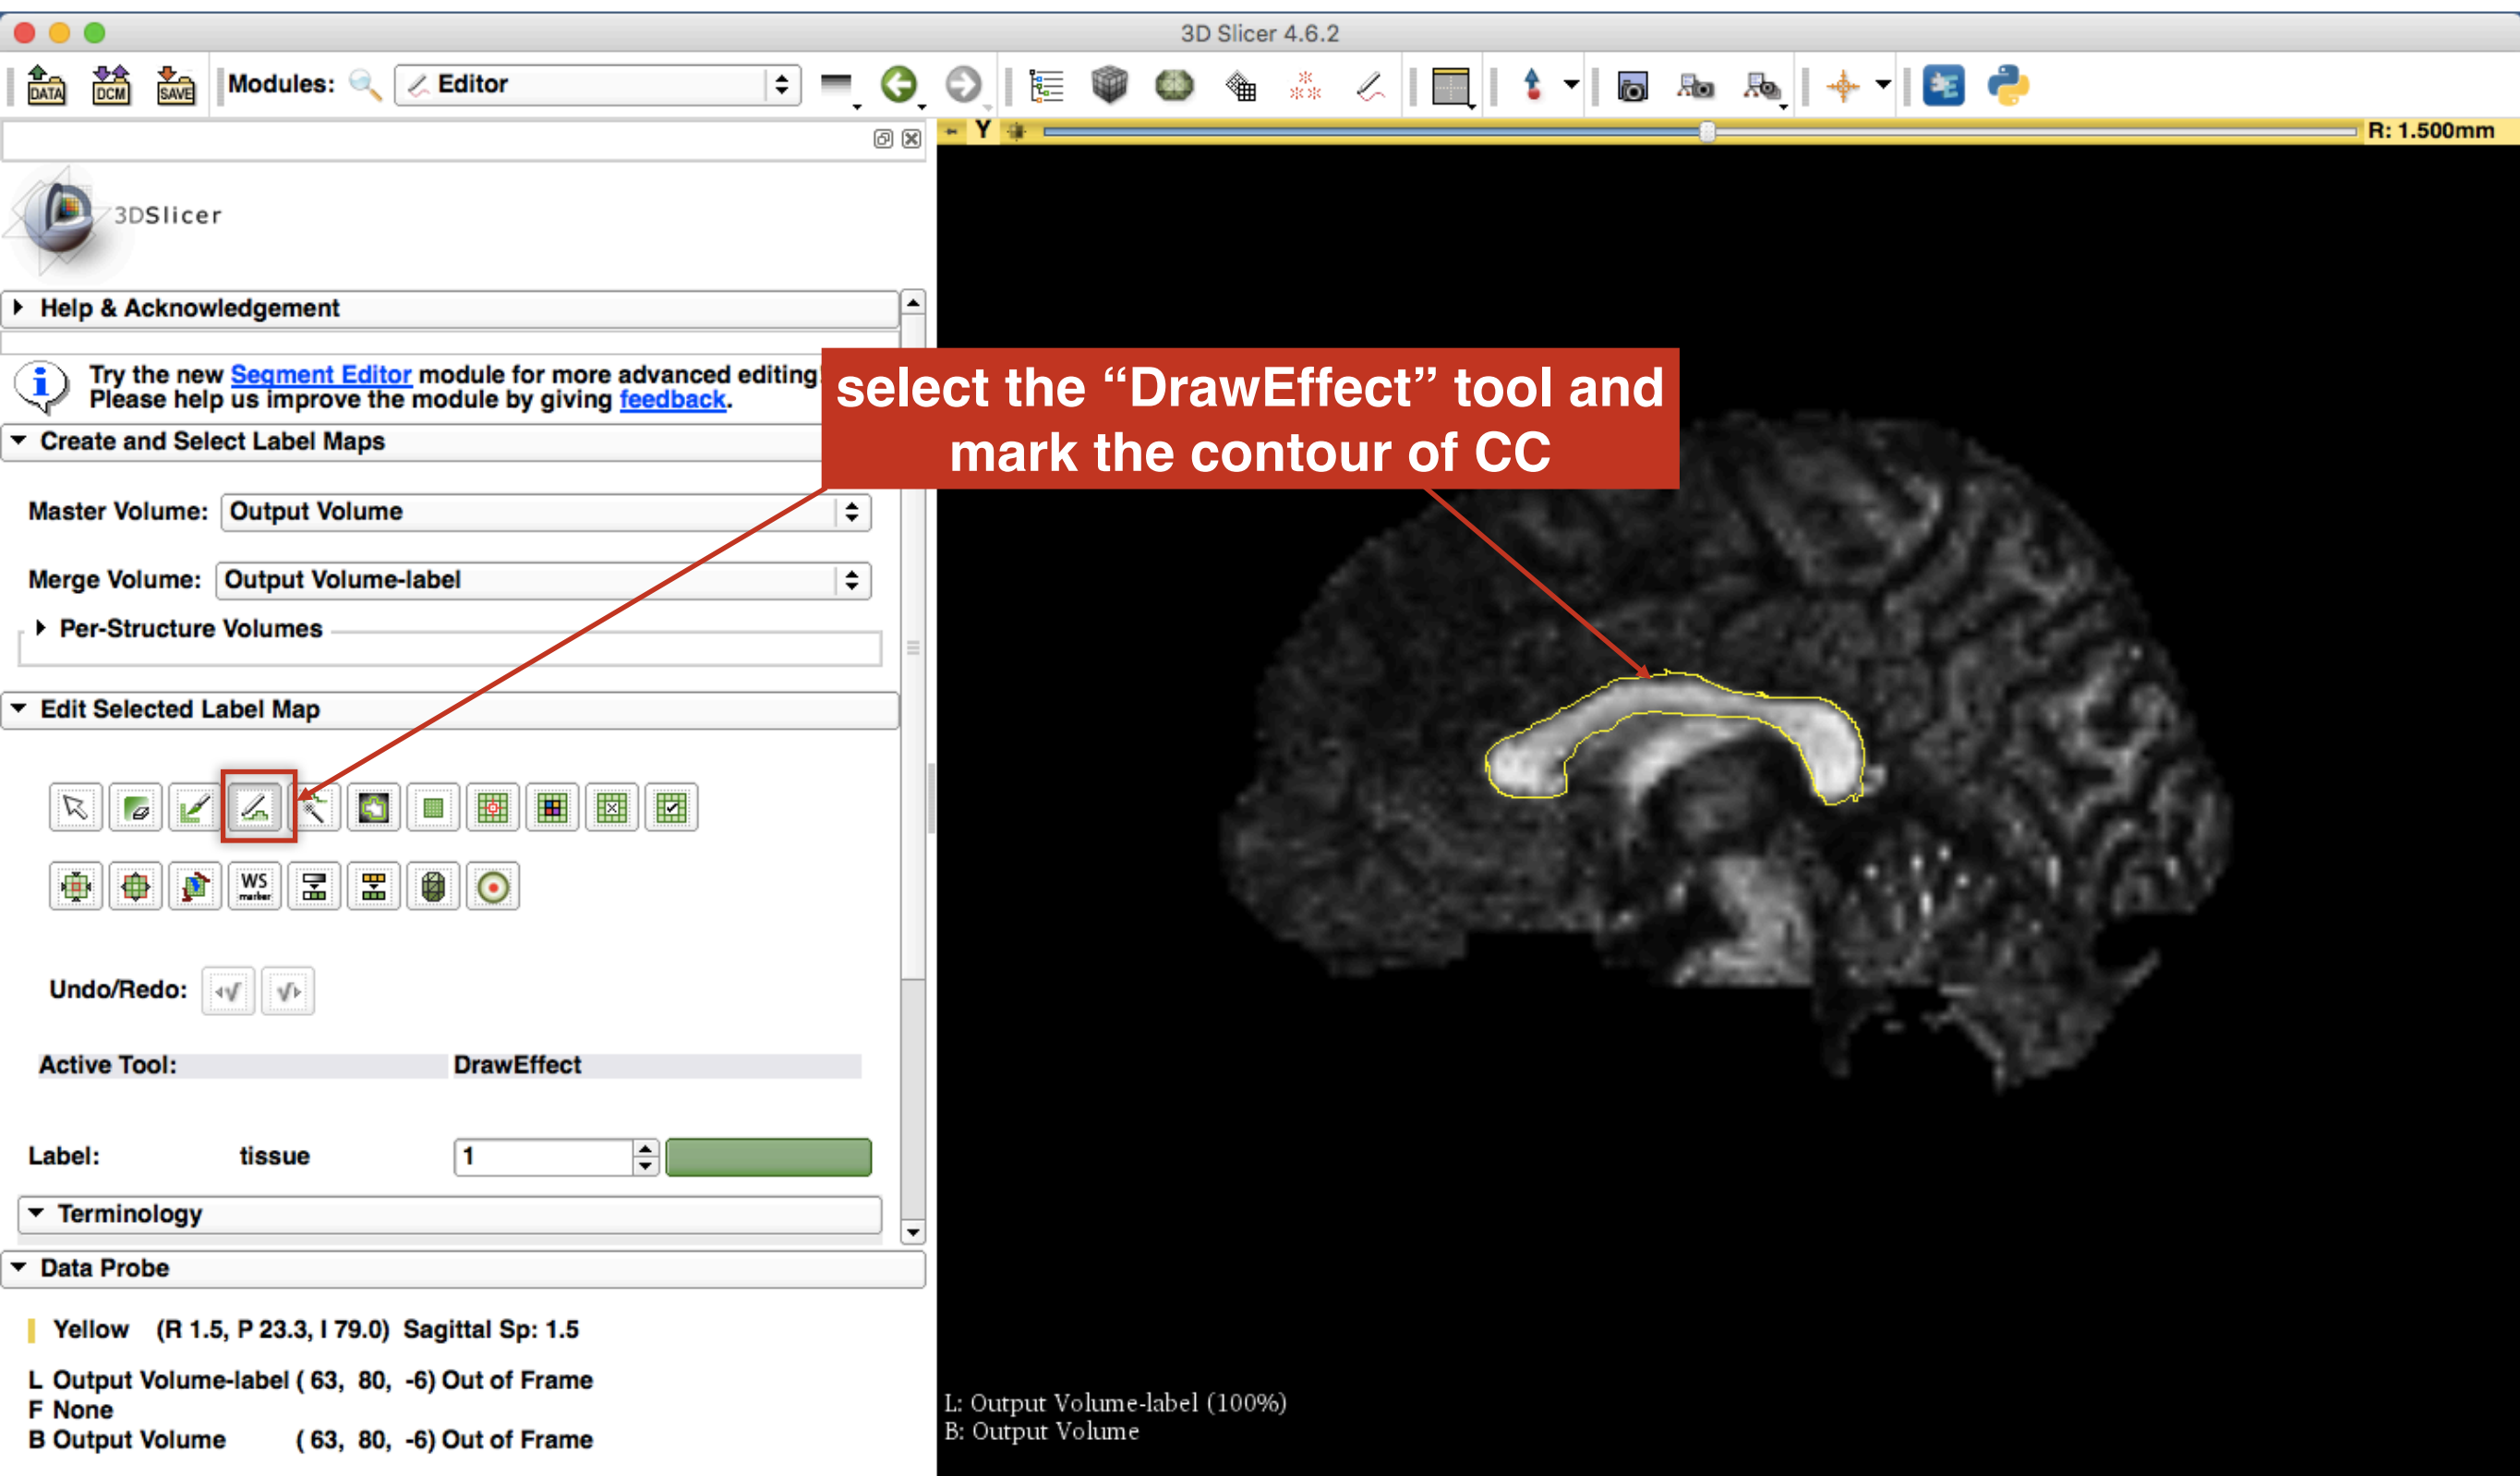 3D Slicer 4.6.2
DATA
DCM
SAVE
Modules:
Editor
Y
R: 1.500mm
3DSlicer
Help & Acknowledgement
Try the new Segment Editor module for more advanced editing!
Please help us improve the module by giving feedback.
select the “DrawEffect” tool and
mark the contour of CC
Create and Select Label Maps
Master Volume: Output Volume
Merge Volume: Output Volume-label
Per-Structure Volumes
Edit Selected Label Map
WS
marker
Undo/Redo:
Active Tool: DrawEffect
Label: tissue 1
Terminology
Data Probe
Yellow (R 1.5, P 23.3, I 79.0) Sagittal Sp: 1.5
L Output Volume-label ( 63, 80, -6) Out of Frame
F None
B Output Volume ( 63, 80, -6) Out of Frame
L: Output Volume-label (100%)
B: Output Volume